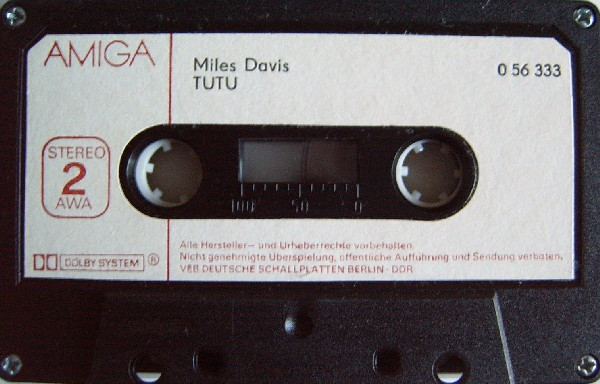 AMIGA
Miles Davis
TUTU
0 56 333
STEREO
2
AWA
100 50 0
DOLBY SYSTEM ®
Alle Hersteller- und Urheberrechte vorbehalten.
Nicht genehmigte Überspielung, öffentliche Aufführung und Sendung verboten.
VEB DEUTSCHE SCHALLPLATTEN BERLIN · DDR